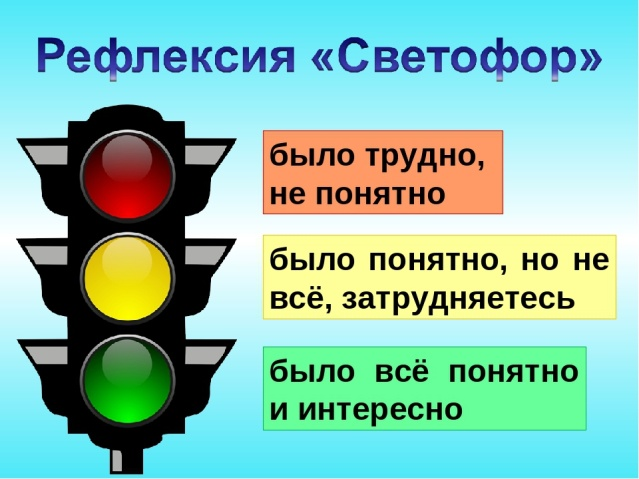 Рефлексия «Светофор»
было трудно,
не понятно
было понятно, но не
всё, затрудняетесь
было всё понятно
и интересно